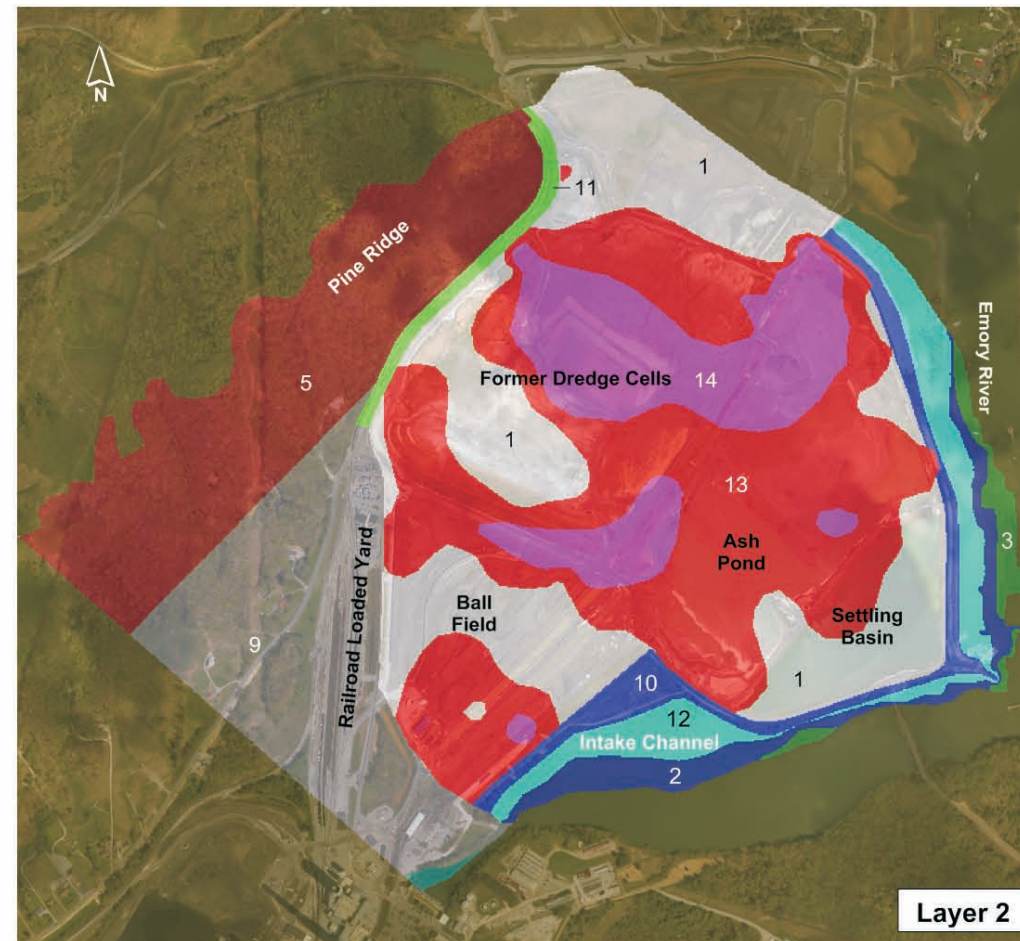 N
1
11
Pine Ridge
Emory River
5
Former Dredge Cells
14
1
13
3
Ash
Pond
Railroad Loaded Yard
Ball
Field
Settling
Basin
9
10
1
12
Intake Channel
2
Layer 2